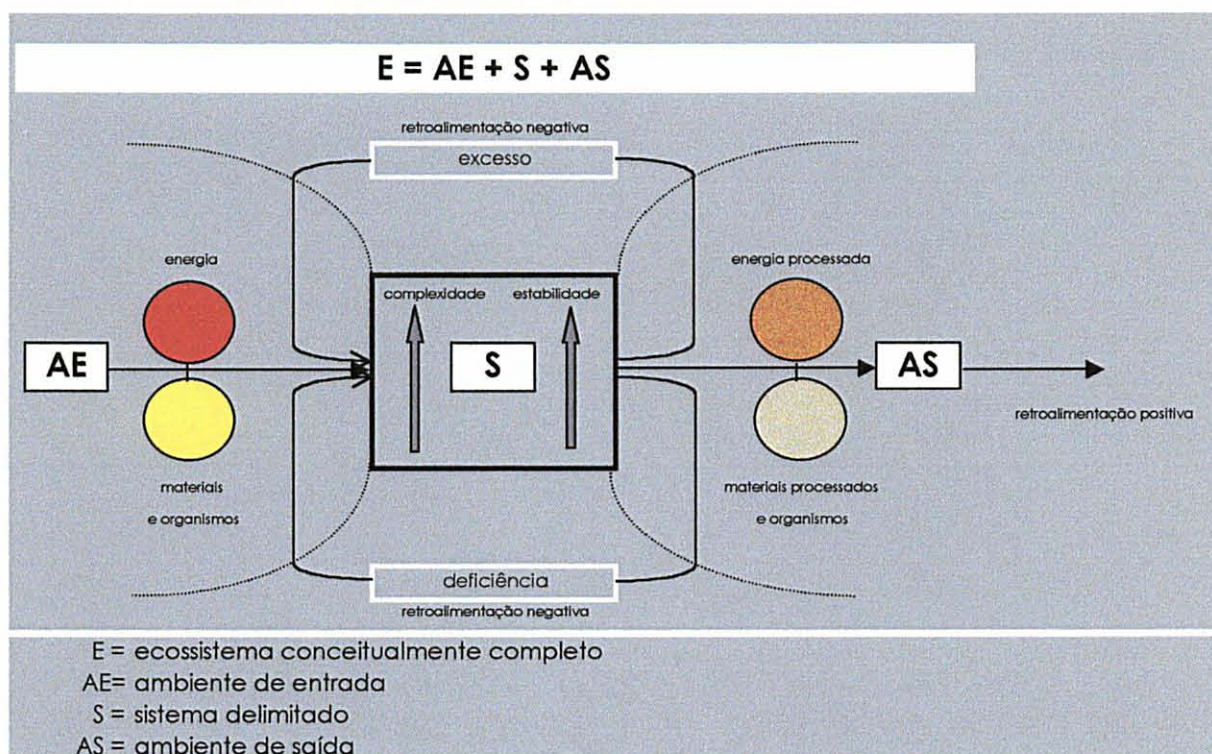 E = AE + S + AS
retroalimentação negativa
excesso
energia
energia processada
complexidade
estabilidade
AE
S
AS
retroalimentação positiva
materiais
e organismos
materiais processados
e organismos
deficiência
retroalimentação negativa
E = ecossistema conceitualmente completo
AE= ambiente de entrada
S = sistema delimitado
AS = ambiente de saída